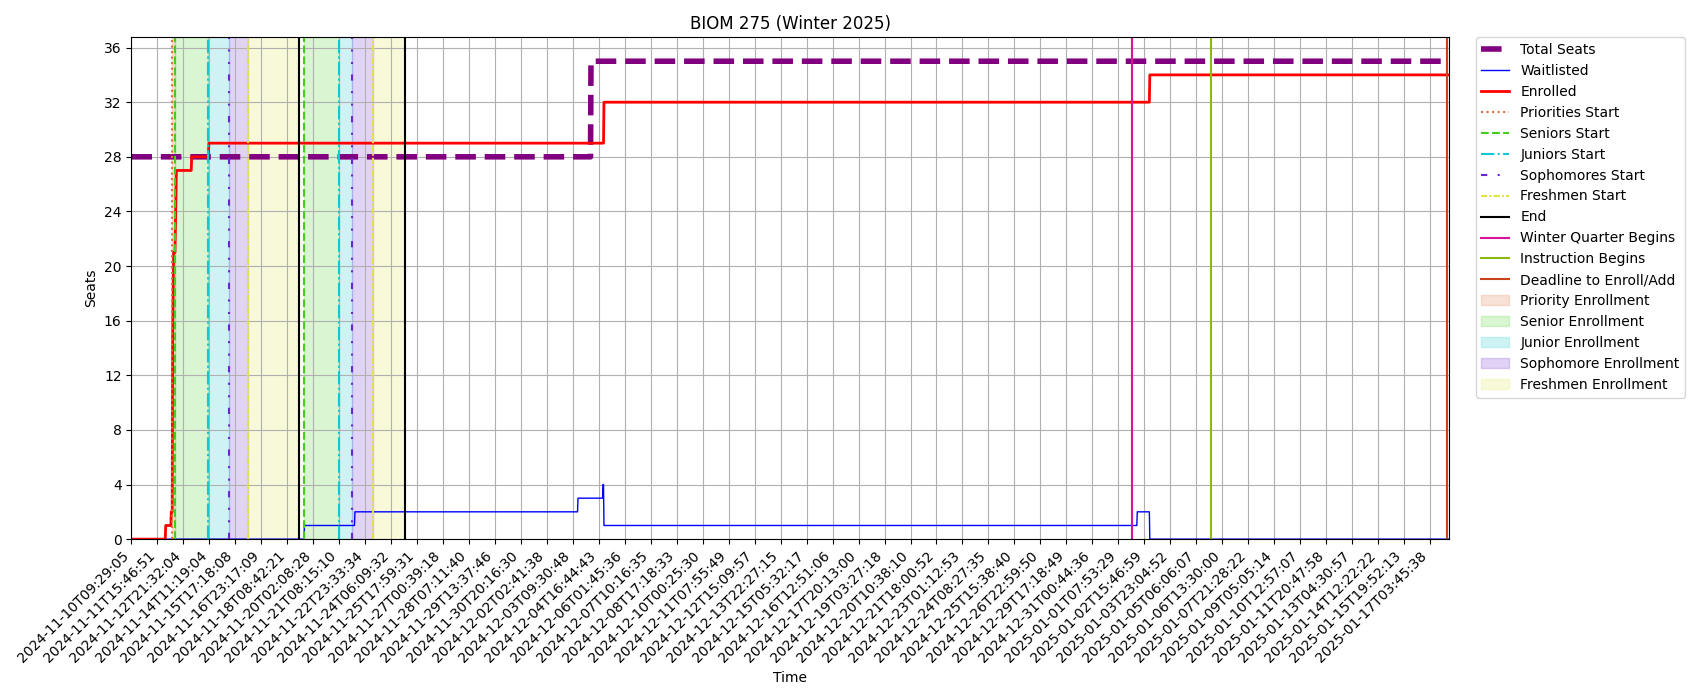 BIOM 275 (Winter 2025)
Seats
36
32
28
24
20
16
12
8
4
0
2024-11-10T09:29:05
2024-11-11T15:46:51
2024-11-12T21:32:04
2024-11-14T11:19:04
2024-11-15T17:18:08
2024-11-16T23:17:09
2024-11-18T08:42:21
2024-11-20T02:08:28
2024-11-21T08:15:10
2024-11-22T23:33:34
2024-11-24T06:09:32
2024-11-25T17:59:31
2024-11-27T00:39:18
2024-11-28T07:11:40
2024-11-29T13:37:46
2024-11-30T20:16:30
2024-12-02T02:41:38
2024-12-03T09:30:48
2024-12-04T16:44:43
2024-12-06T01:45:36
2024-12-07T10:16:35
2024-12-08T17:18:33
2024-12-10T00:25:30
2024-12-11T07:55:49
2024-12-12T15:09:57
2024-12-13T22:27:15
2024-12-15T05:32:17
2024-12-16T12:51:06
2024-12-17T20:13:00
2024-12-19T03:27:18
2024-12-20T10:38:10
2024-12-21T18:00:52
2024-12-23T01:12:53
2024-12-24T08:27:35
2024-12-25T15:38:40
2024-12-26T22:59:50
2024-12-29T17:18:49
2024-12-31T00:44:36
2025-01-01T07:53:29
2025-01-02T15:46:59
2025-01-03T23:04:52
2025-01-05T06:06:07
2025-01-06T13:30:00
2025-01-07T21:28:22
2025-01-09T05:05:14
2025-01-10T12:57:07
2025-01-11T20:47:58
2025-01-13T04:30:57
2025-01-14T12:22:22
2025-01-15T19:52:13
2025-01-17T03:45:38
Time
Total Seats
Waitlisted
Enrolled
Priorities Start
Seniors Start
Juniors Start
Sophomores Start
Freshmen Start
End
Winter Quarter Begins
Instruction Begins
Deadline to Enroll/Add
Priority Enrollment
Senior Enrollment
Junior Enrollment
Sophomore Enrollment
Freshmen Enrollment